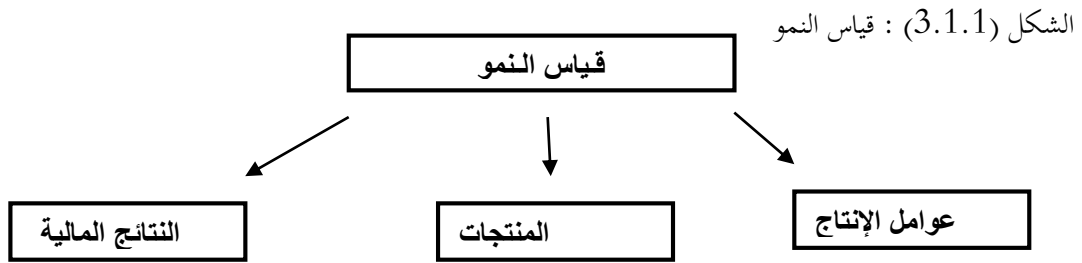 الشكل (3.1.1) : قياس النمو
قياس النمو
عوامل الإنتاج
المنتجات
النتائج المالية